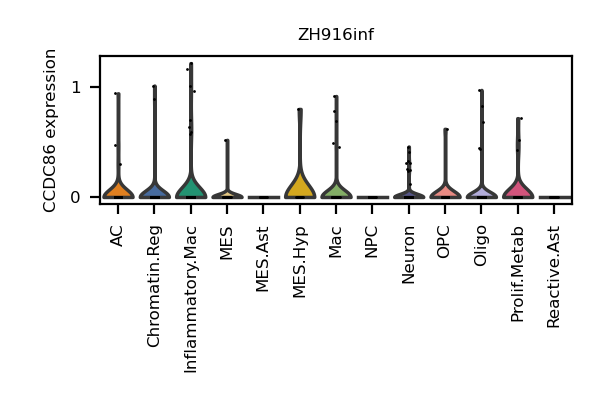 ZH916inf
CCDC86 expression
1
0
AC
Chromatin.Reg
Inflammatory.Mac
MES
MES.Ast
MES.Hyp
Mac
NPC
Neuron
OPC
Oligo
Prolif.Metab
Reactive.Ast